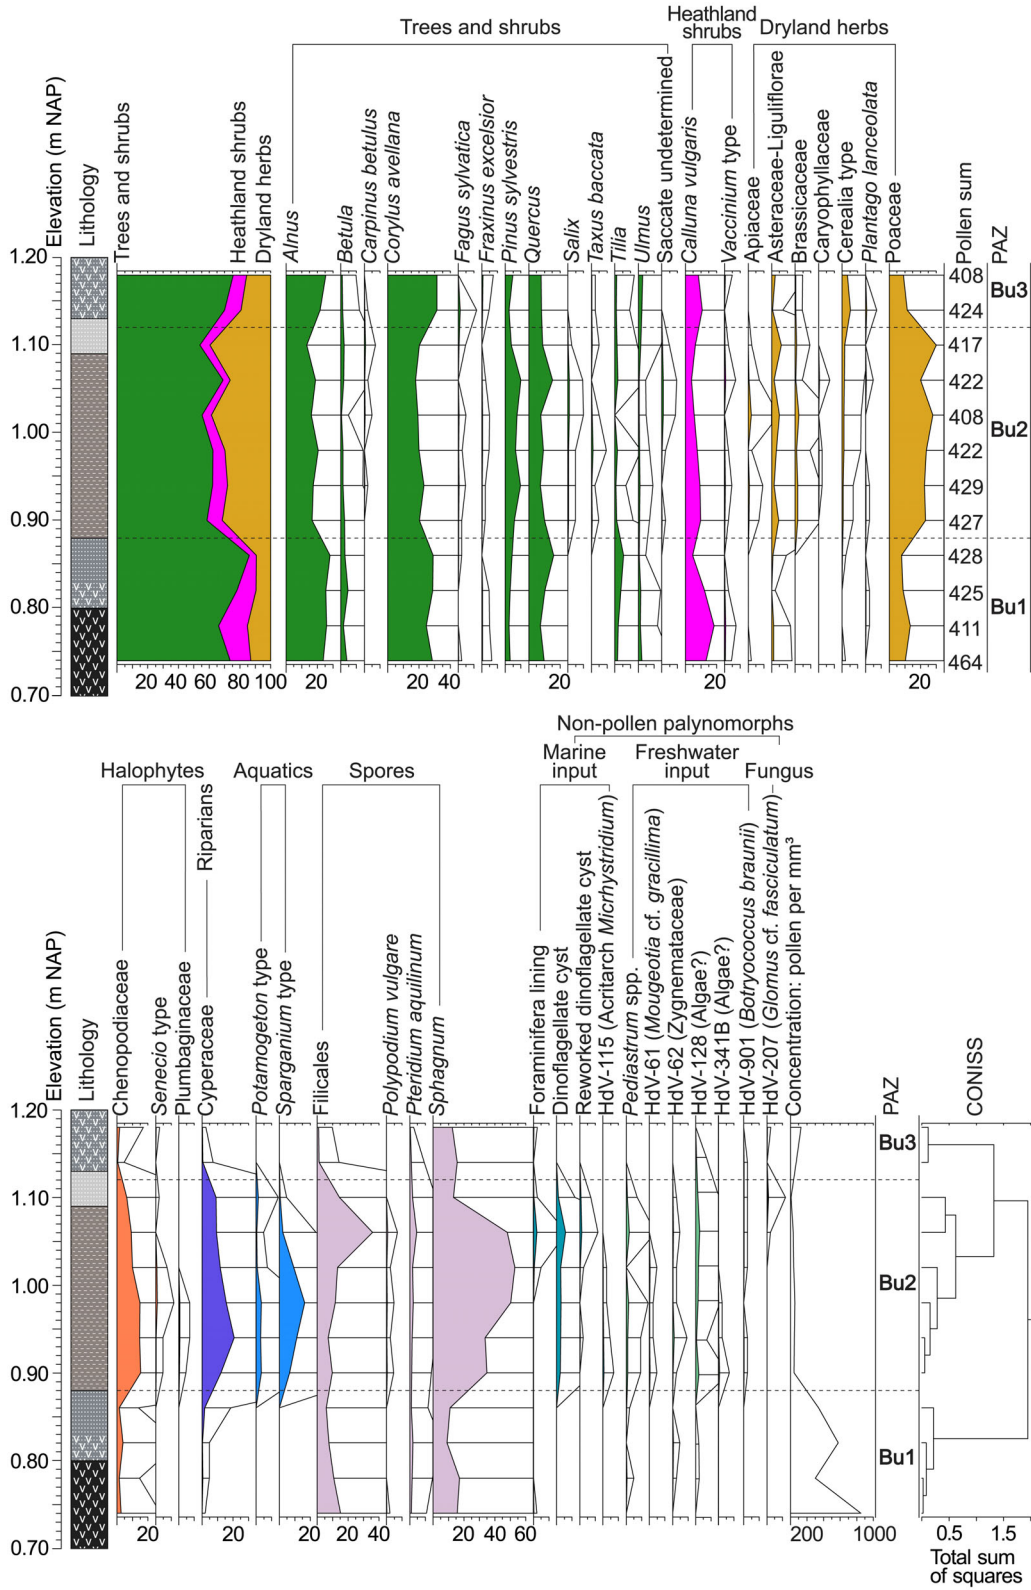 Trees and shrubs
Heathland
shrubs
Dryland herbs
Elevation (m NAP)
Lithology
Trees and shrubs
Heathland shrubs
Dryland herbs
Alnus
Betula
Carpinus betulus
Corylus avellana
Fagus sylvatica
Fraxinus excelsior
Pinus sylvestris
Quercus
Salix
Taxus baccata
Tilia
Ulmus
Saccate undetermined
Calluna vulgaris
Vaccinium type
Apiaceae
Asteraceae-Liguliflorae
Brassicaceae
Caryophyllaceae
Cerealia type
Plantago lanceolata
Poaceae
Pollen sum
PAZ
1.20
408
Bu3
424
1.10
417
422
408
1.00
Bu2
422
429
0.90
427
428
425
0.80
Bu1
411
464
0.70
20 40 60 80 100
20
20 40
20
20
20
Non-pollen palynomorphs
Marine
input
Freshwater
input
Fungus
Halophytes
Aquatics
Spores
Elevation (m NAP)
Lithology
Chenopodiaceae
Senecio type
Plumbaginaceae
Cyperaceae
Riparians
Potamogeton type
Sparganium type
Filicales
Polypodium vulgare
Pteridium aquilinum
Sphagnum
Foraminifera lining
Dinoflagellate cyst
Reworked dinoflagellate cyst
HdV-115 (Acritarch Micrhystridium)
Pediastrum spp.
HdV-61 (Mougeotia cf. gracillima)
HdV-62 (Zygnemataceae)
HdV-128 (Algae?)
HdV-341B (Algae?)
HdV-901 (Botryoccus braunii)
HdV-207 (Glomus cf. fasciculatum)
Concentration: pollen per mm³
PAZ
CONISS
1.20
Bu3
1.10
1.00
Bu2
0.90
0.80
Bu1
0.70
20
20
20
20 40
20 40 60
200
1000
0.5
1.5
Total sum
of squares